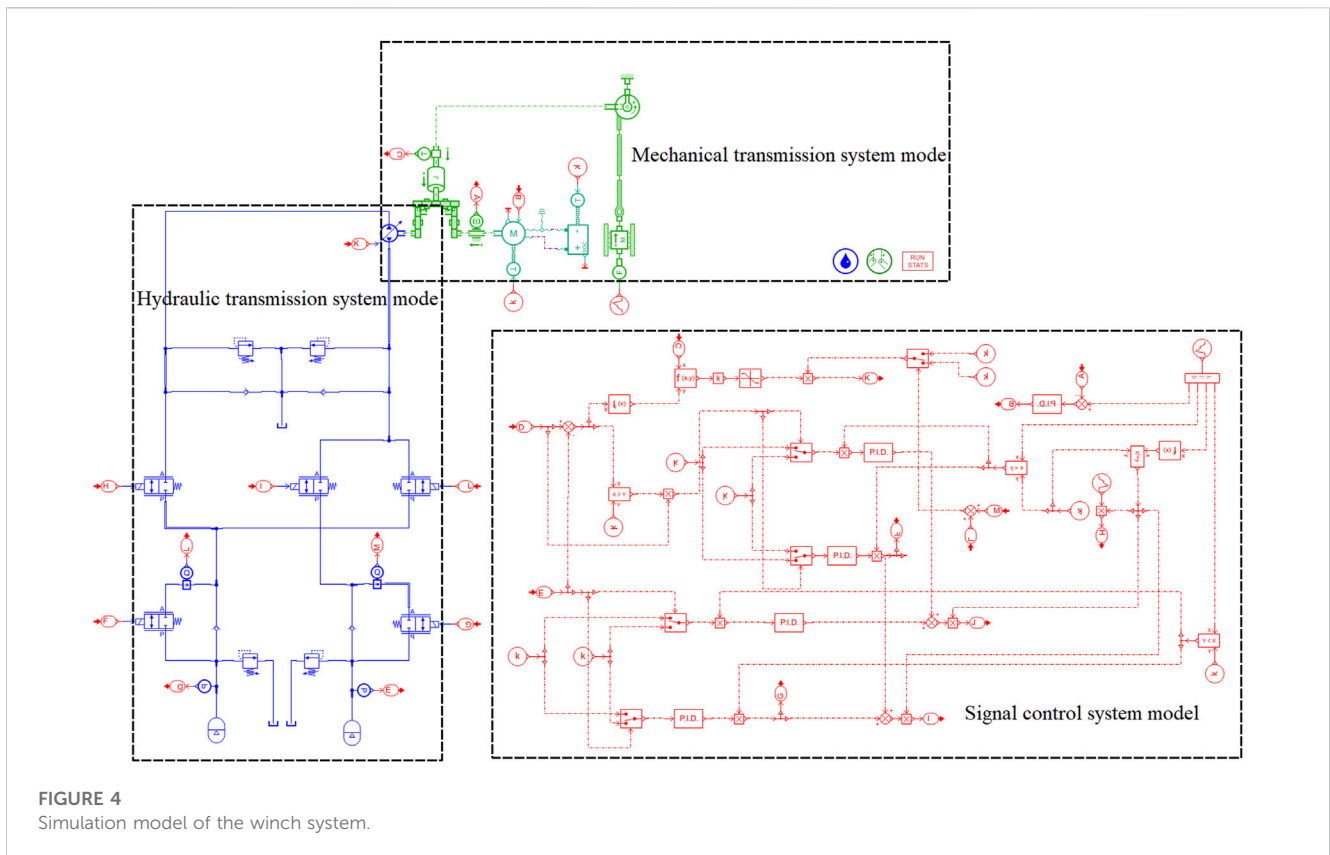 Mechanical transmission system mode
C
T
J
A
ω
B
M
T
k
K
T
- +
SOC
M
F
RUN
STATS
K
Hydraulic transmission system mode
H
A
P
I
A
P
A
P
J
L
Q
M
Q
F
A
P
A
P
G
D
P
E
P
C
x
f (x,y)
y
k
K
k
k
D
f (x)
x
A
B
P.I.D.
K
P.I.D.
X > Y
X
Y
K
K
X
Y > X
Y
x÷y
f (x)
K
H
M
L
P.I.D.
F
E
P.I.D.
J
k
k
X
Y < X
Y
k
G
P.I.D.
I
Signal control system model
FIGURE 4
Simulation model of the winch system.